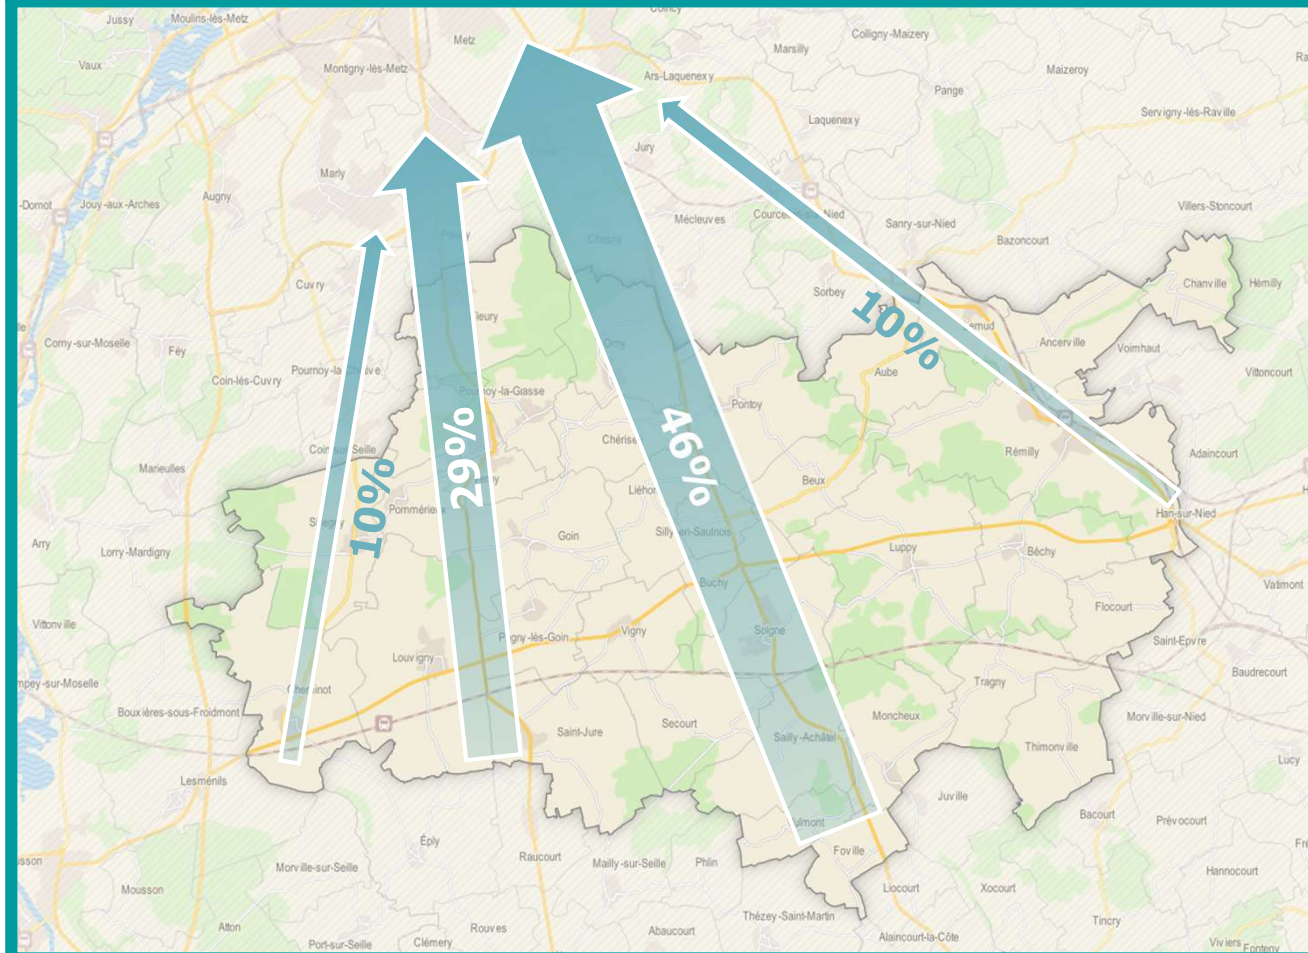 Jussy
Moulins-lès-Metz
Metz
Marsilly
Colligny-Maizery
Vaux
Montigny-lès-Metz
Ars-Laquenexy
Maizeroy
Pange
Servigny-lès-Raville
Laquenexy
Jury
Marly
Augny
Jouy-aux-Arches
Mécleuves
Sanry-sur-Nied
Villers-Stoncourt
Bazoncourt
Chesny
Cuvry
Sorbey
Chanville
Hémilly
10%
Corny-sur-Moselle
Féy
Orny
Ancerville
Voimhaut
Vittoncourt
Coin-lès-Cuvry
Aube
Pontoy
Rémilly
Adaincourt
Marieulles
29%
46%
10%
Beux
Han-sur-Nied
Goin
Silly-en-Saulnois
Arry
Lorry-Mardigny
Luppy
Béchy
Vatimont
Buchy
Flocourt
Vittonville
Vigny
Soigne
Pagny-lès-Goin
Saint-Epvre
Louvigny
Baudrecourt
Tragny
Cheminot
Bouxières-sous-Froidmont
Moncheux
Morville-sur-Nied
Secourt
Saint-Jure
Sailly-Achâtel
Thimonville
Lucy
Lesménils
Juville
Bacourt
Prévocourt
Éply
Foville
Raucourt
Mailly-sur-Seille
Phlin
Morville-sur-Seille
Hannocourt
Mousson
Liocourt
Xocourt
Thézey-Saint-Martin
Tincry
Atton
Rouves
Abaucourt
Alaincourt-la-Côte
Port-sur-Seille
Clémery
Viviers